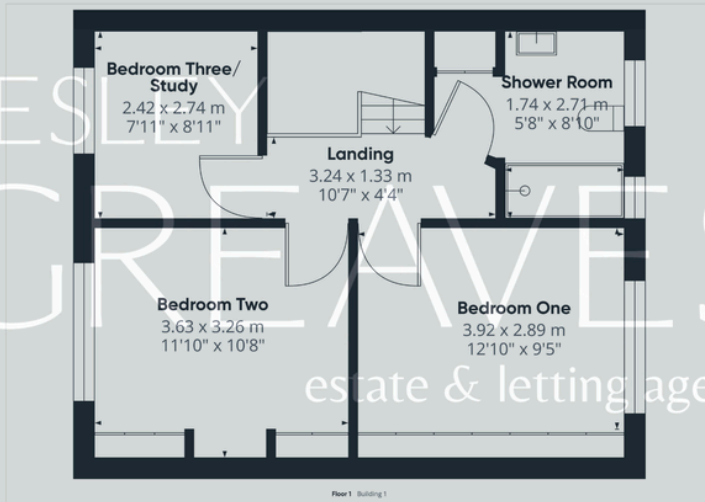 Bedroom Three/
Study
2.42 x 2.74 m
7'11" x 8'11"
Shower Room
1.74 x 2.71 m
5'8" x 8'10"
Landing
3.24 x 1.33 m
10'7" x 4'4"
Bedroom Two
3.63 x 3.26 m
11'10" x 10'8"
Bedroom One
3.92 x 2.89 m
12'10" x 9'5"
ESLEY
GREAVES
estate & letting age
Floor 1 Building 1